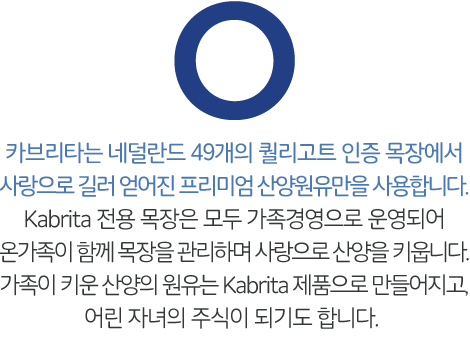 카브리타는 네덜란드 49개의 퀄리고트 인증 목장에서
사랑으로 길러 얻어진 프리미엄 산양원유만을 사용합니다.
Kabrita 전용 목장은 모두 가족경영으로 운영되어
온가족이 함께 목장을 관리하며 사랑으로 산양을 키웁니다.
가족이 키운 산양의 원유는 Kabrita 제품으로 만들어지고,
어린 자녀의 주식이 되기도 합니다.